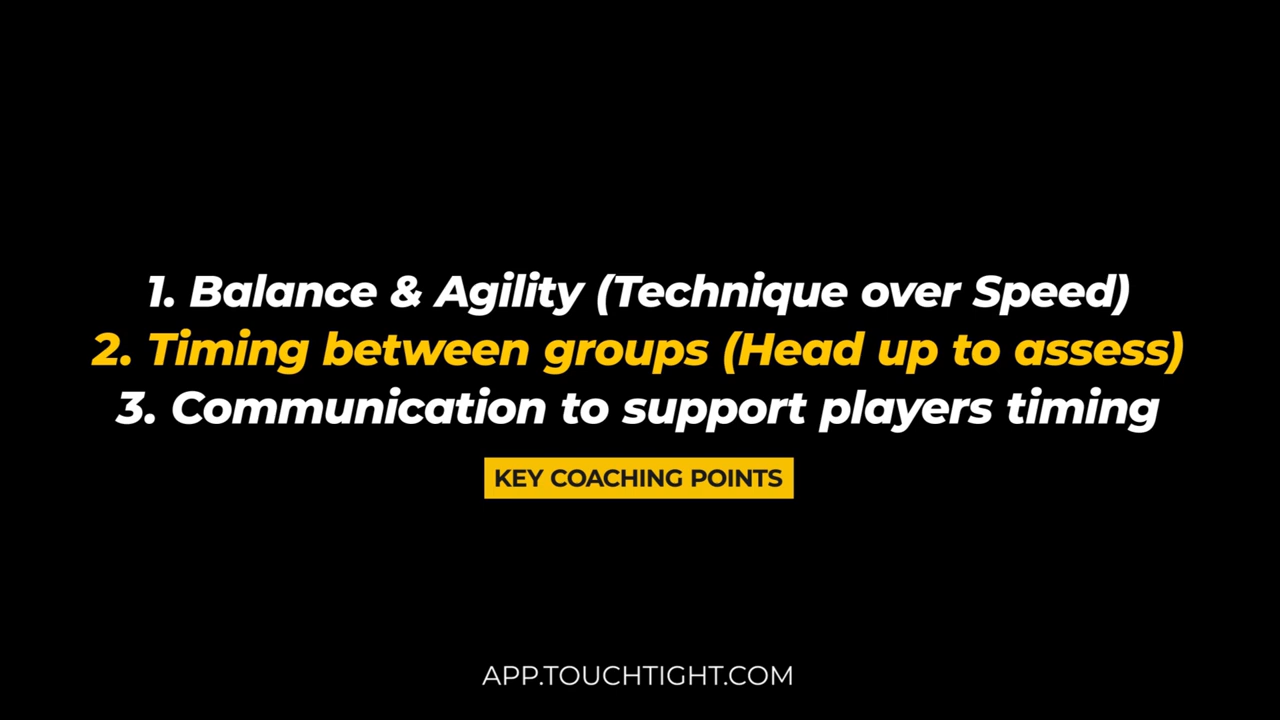 1. Balance & Agility (Technique over Speed)
2. Timing between groups (Head up to assess)
3. Communication to support players timing
KEY COACHING POINTS
APP.TOUCHTIGHT.COM